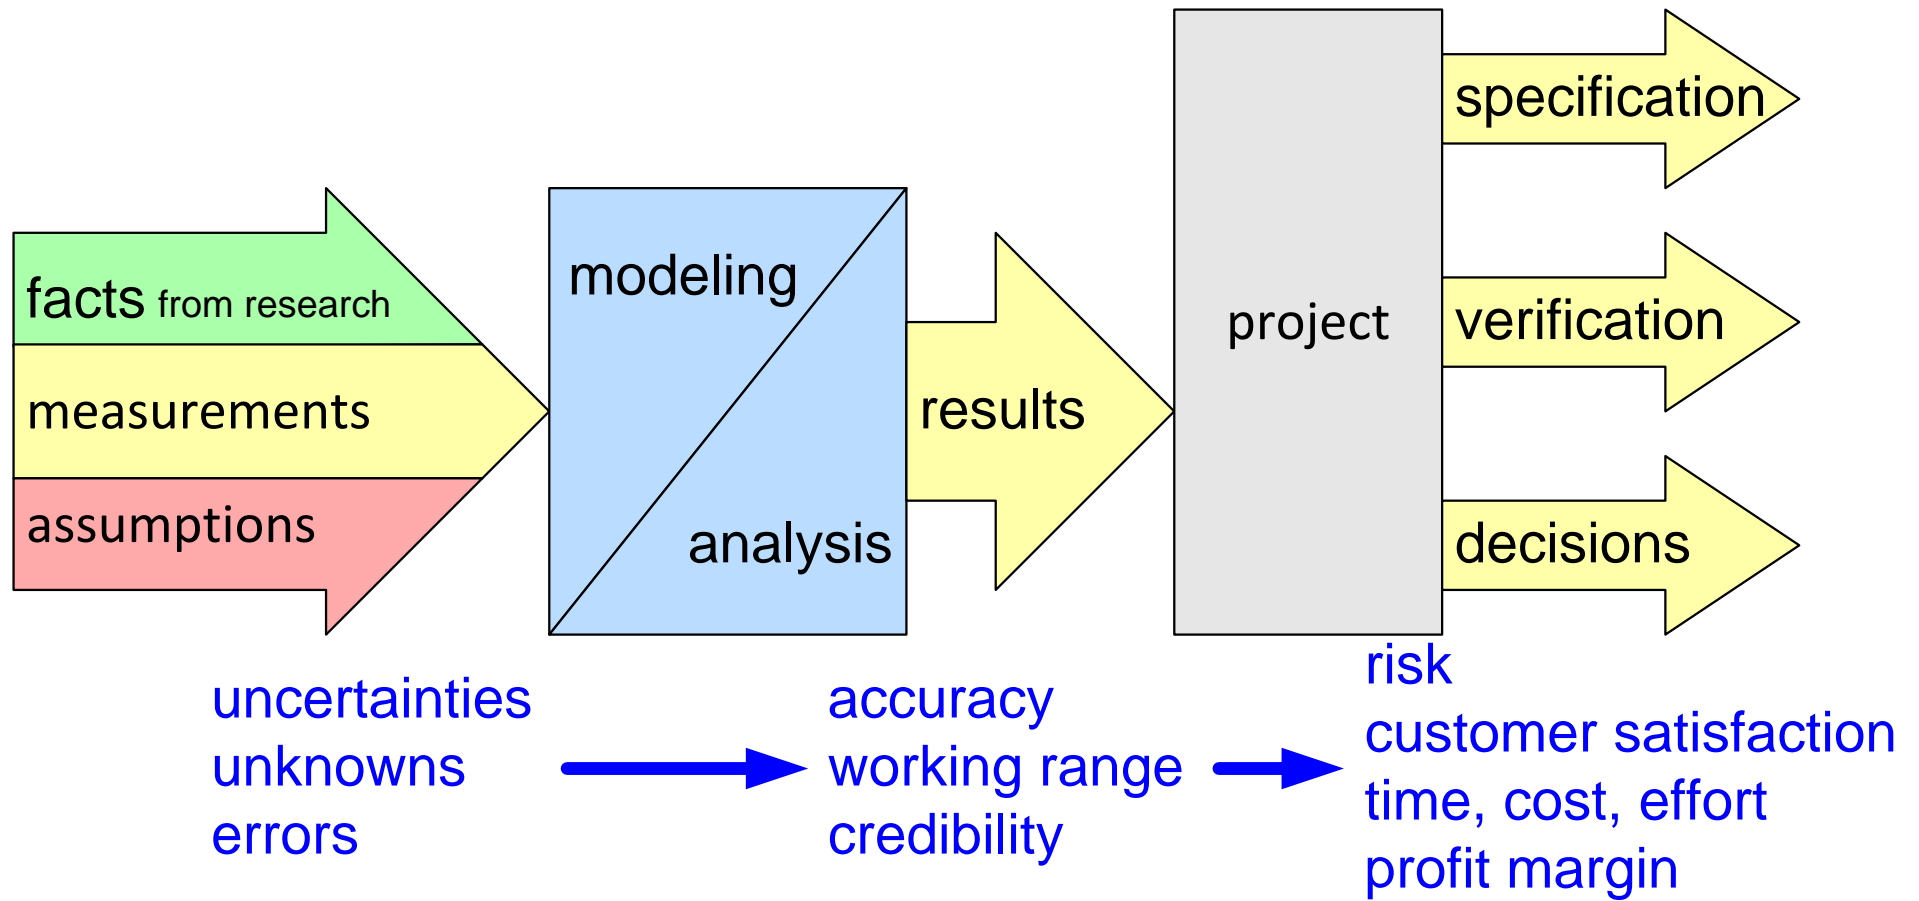 facts from research
measurements
assumptions
modeling
analysis
results
project
specification
verification
decisions
uncertainties
unknowns
errors
accuracy
working range
credibility
risk
customer satisfaction
time, cost, effort
profit margin